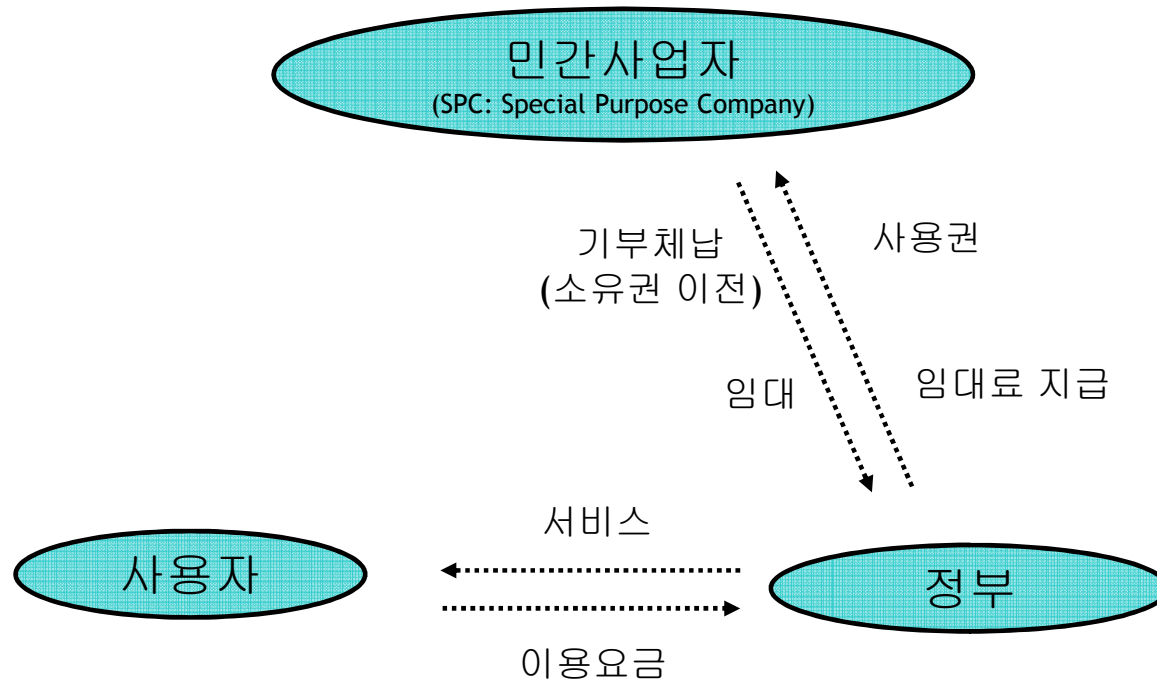 민간사업자
(SPC: Special Purpose Company)
기부체납
(소유권 이전)
사용권
임대
임대료 지급
서비스
사용자
정부
이용요금